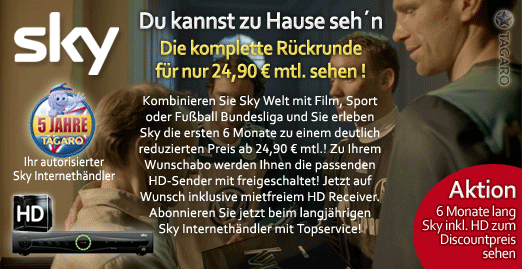 sky
Du kannst zu Hause seh´n
Die komplette Rückrunde
für nur 24,90 € mtl. sehen !
TAGARO
5 JAHRE
TAGARO
Ihr autorisierter
Sky Internethändler
Kombinieren Sie Sky Welt mit Film, Sport
oder Fußball Bundesliga und Sie erleben
Sky die ersten 6 Monate zu einem deutlich
reduzierten Preis ab 24,90 € mtl.! Zu Ihrem
Wunschabo werden Ihnen die passenden
HD-Sender mit freigeschaltet! Jetzt auf
Wunsch inklusive mietfreiem HD Receiver.
Abonnieren Sie jetzt beim langjährigen
Sky Internethändler mit Topservice!
HD
sky
Aktion
6 Monate lang
Sky inkl. HD zum
Discountpreis
sehen